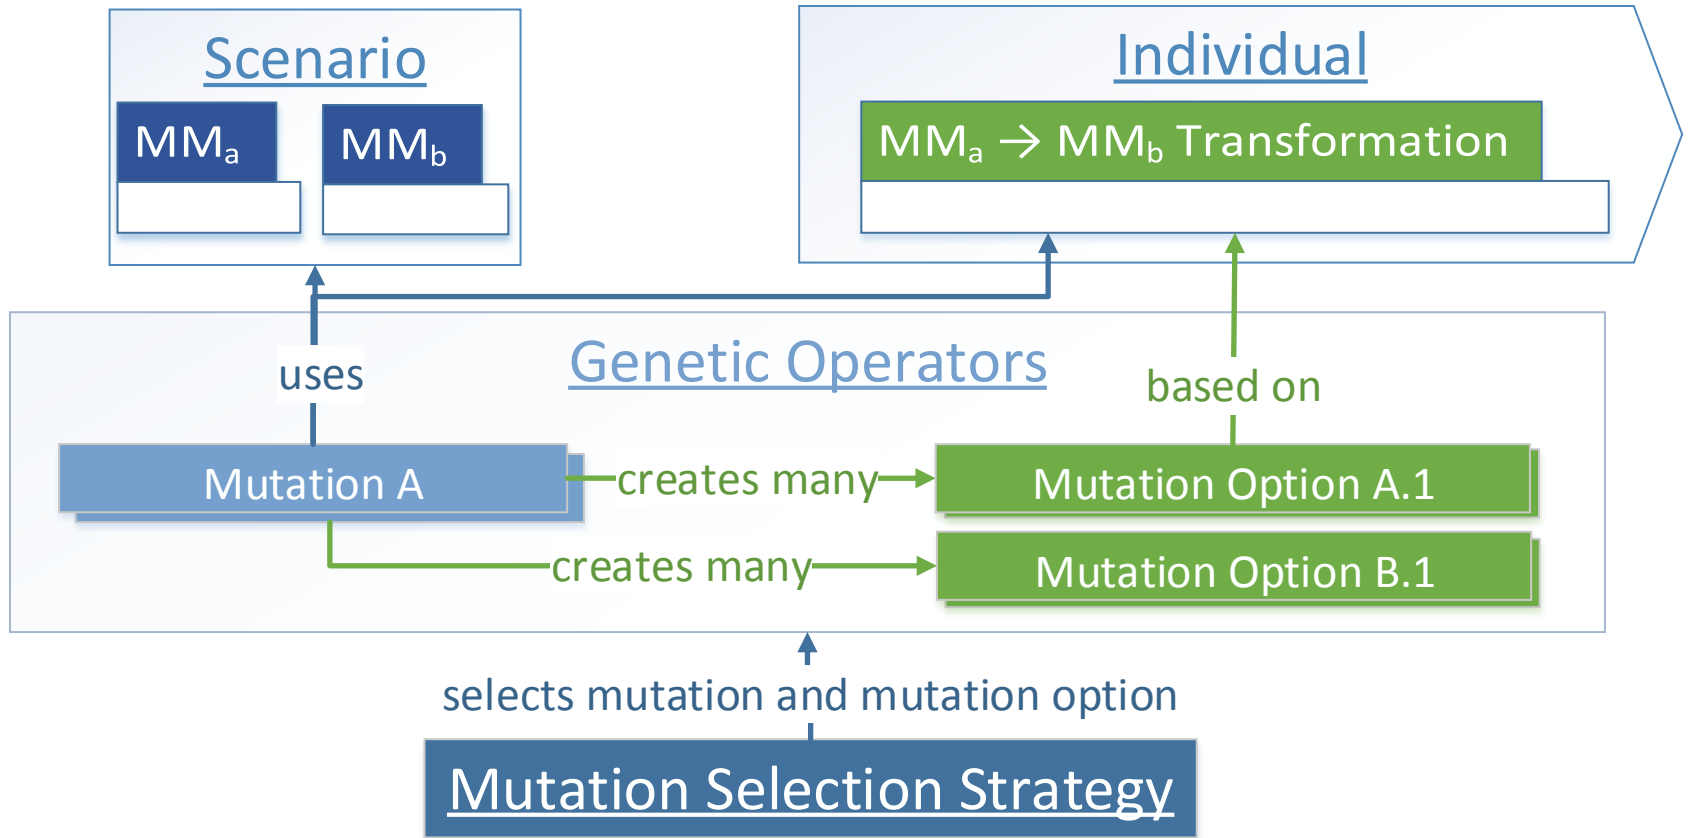 Scenario
MMa
MMb
Individual
MMa → MMb Transformation
Genetic Operators
uses
based on
Mutation A
creates many
Mutation Option A.1
creates many
Mutation Option B.1
selects mutation and mutation option
Mutation Selection Strategy